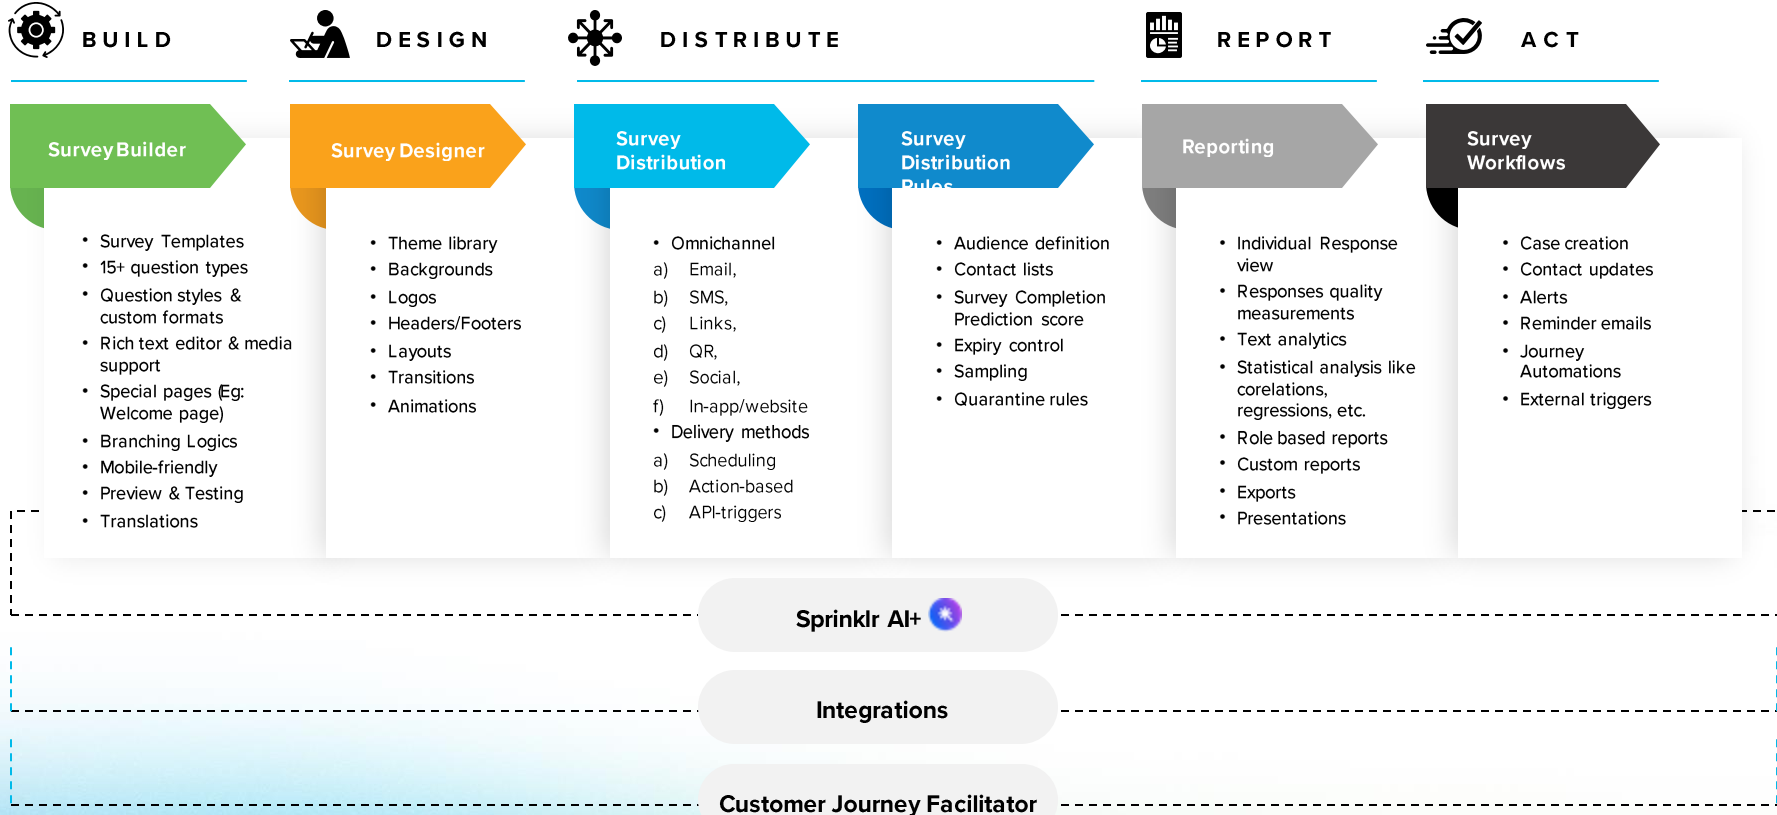 BUILD
DESIGN
DISTRIBUTE
REPORT
ACT
Survey Builder
Survey Designer
Survey
Distribution
Survey
Distribution
Rules
Reporting
Survey
Workflows
• Survey Templates
• 15+ question types
• Question styles &
custom formats
• Rich text editor & media
support
• Special pages (Eg:
Welcome page)
• Branching Logics
• Mobile-friendly
• Preview & Testing
• Translations
• Theme library
• Backgrounds
• Logos
• Headers/Footers
• Layouts
• Transitions
• Animations
• Omnichannel
a) Email,
b) SMS,
c) Links,
d) QR,
e) Social,
f) In-app/website
• Delivery methods
a) Scheduling
b) Action-based
c) API-triggers
• Audience definition
• Contact lists
• Survey Completion
Prediction score
• Expiry control
• Sampling
• Quarantine rules
• Individual Response
view
• Responses quality
measurements
• Text analytics
• Statistical analysis like
corelations,
regressions, etc.
• Role based reports
• Custom reports
• Exports
• Presentations
• Case creation
• Contact updates
• Alerts
• Reminder emails
• Journey
Automations
• External triggers
Sprinklr AI+
Integrations
Customer Journey Facilitator